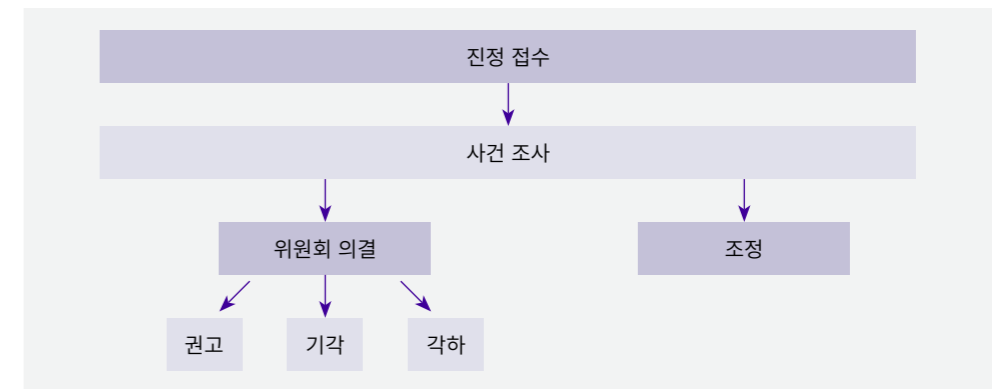 진정 접수
사건 조사
위원회 의결
조정
권고
기각
각하